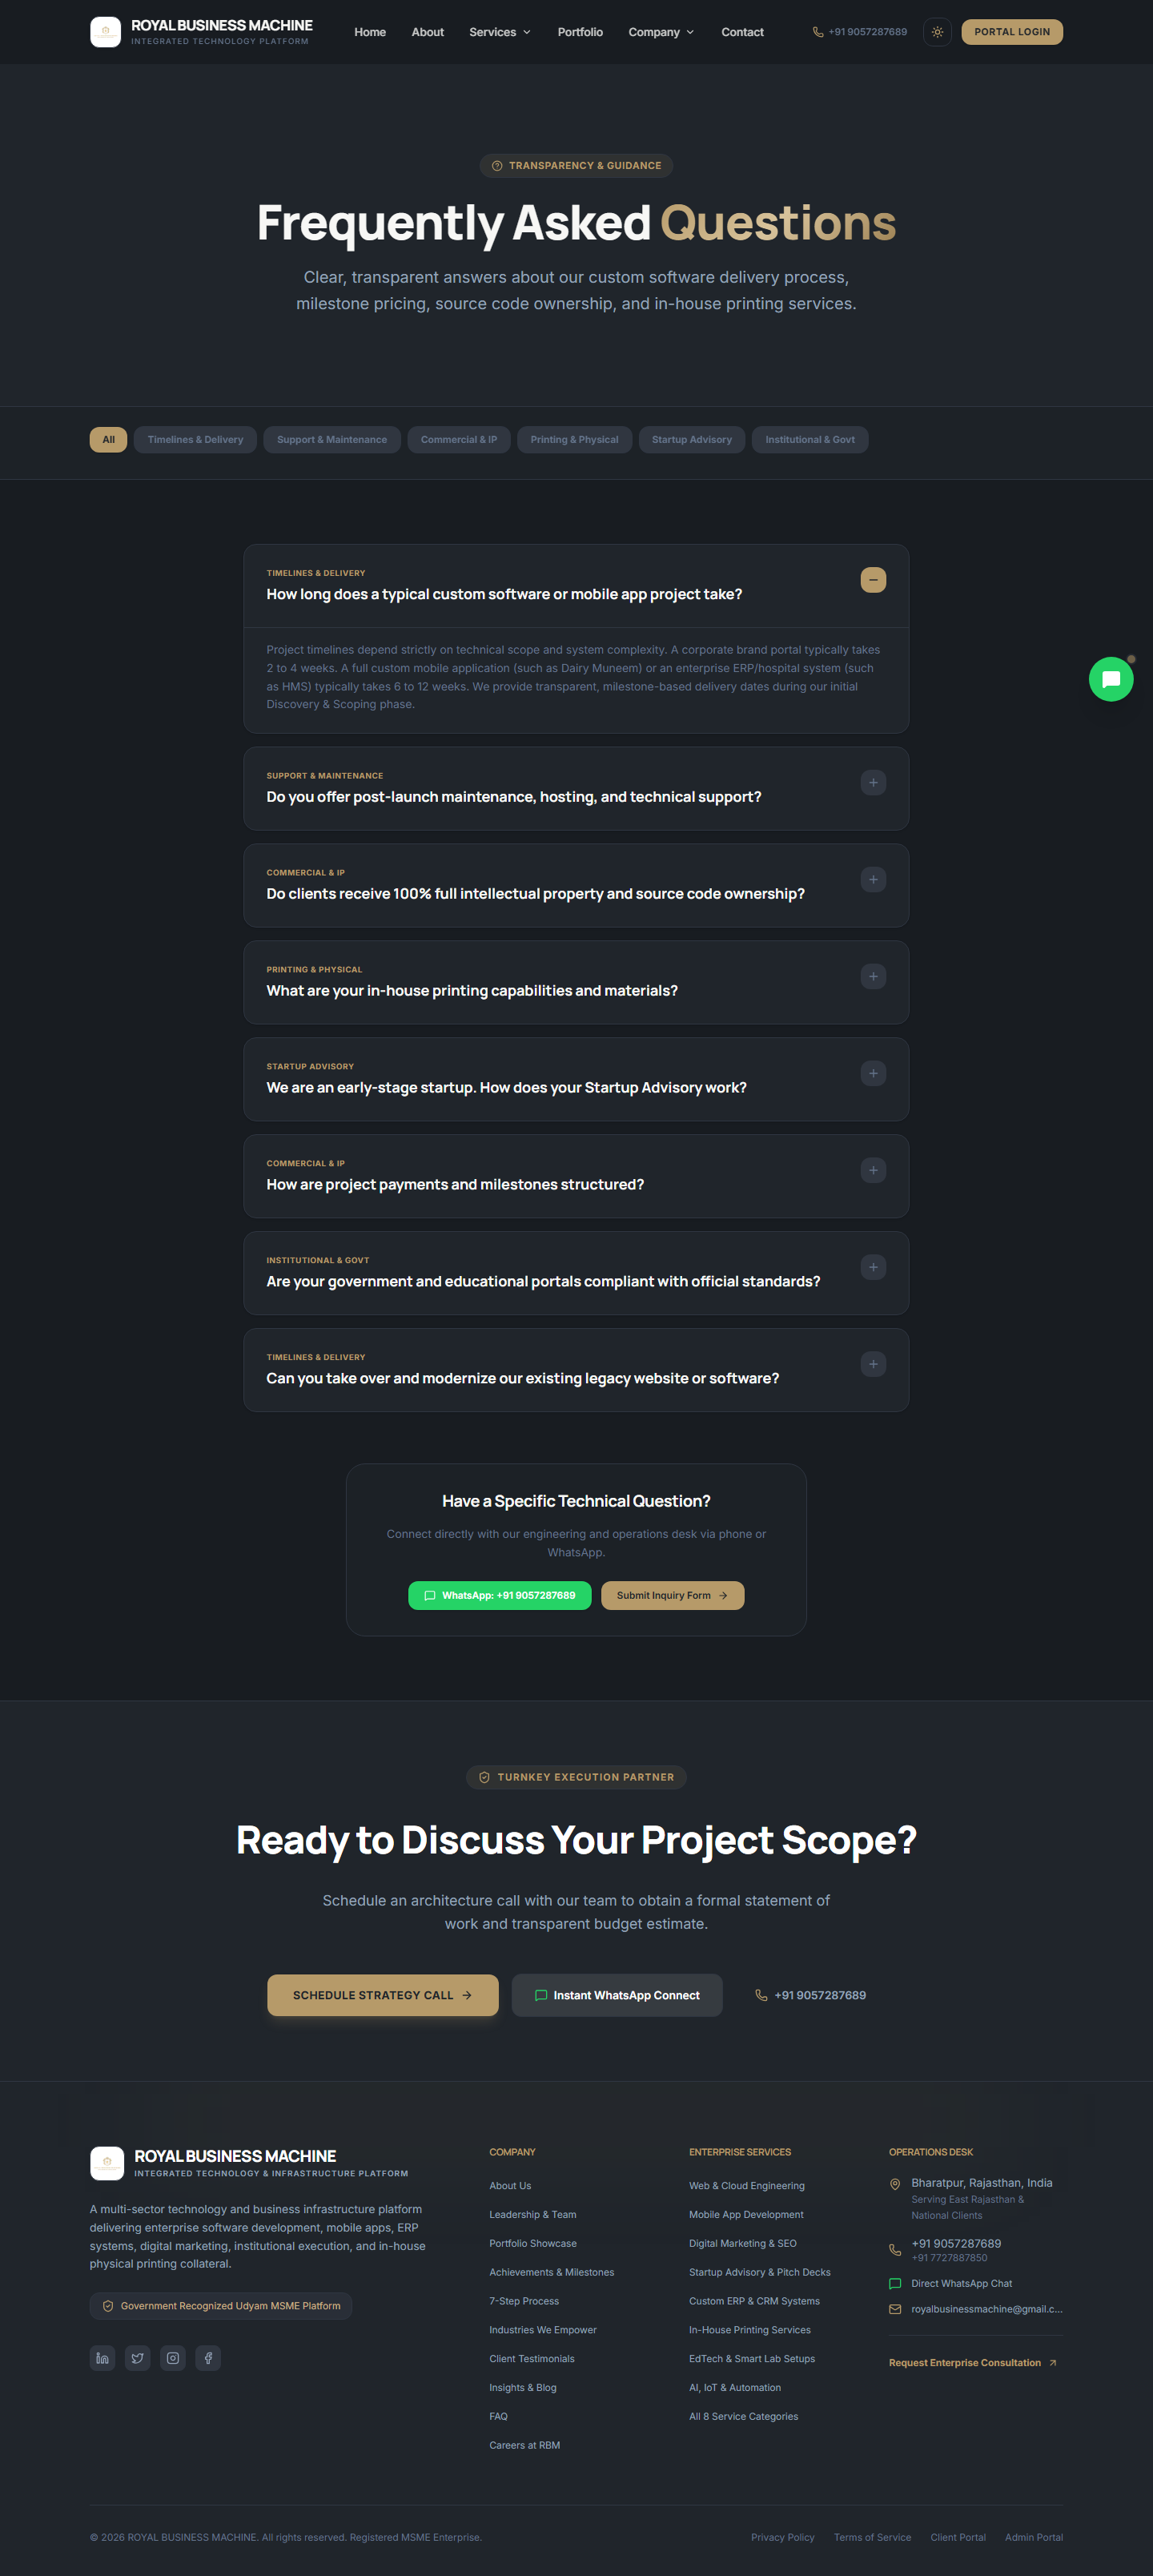 ROYAL BUSINESS MACHINE
INTEGRATED TECHNOLOGY PLATFORM
Home
About
Services
Portfolio
Company
Contact
+91 9057287689
PORTAL LOGIN
TRANSPARENCY & GUIDANCE
Frequently Asked Questions
Clear, transparent answers about our custom software delivery process,
milestone pricing, source code ownership, and in-house printing services.
All
Timelines & Delivery
Support & Maintenance
Commercial & IP
Printing & Physical
Startup Advisory
Institutional & Govt
TIMELINES & DELIVERY
How long does a typical custom software or mobile app project take?
Project timelines depend strictly on technical scope and system complexity. A corporate brand portal typically takes
2 to 4 weeks. A full custom mobile application (such as Dairy Muneem) or an enterprise ERP/hospital system (such
as HMS) typically takes 6 to 12 weeks. We provide transparent, milestone-based delivery dates during our initial
Discovery & Scoping phase.
SUPPORT & MAINTENANCE
Do you offer post-launch maintenance, hosting, and technical support?
COMMERCIAL & IP
Do clients receive 100% full intellectual property and source code ownership?
PRINTING & PHYSICAL
What are your in-house printing capabilities and materials?
STARTUP ADVISORY
We are an early-stage startup. How does your Startup Advisory work?
COMMERCIAL & IP
How are project payments and milestones structured?
INSTITUTIONAL & GOVT
Are your government and educational portals compliant with official standards?
TIMELINES & DELIVERY
Can you take over and modernize our existing legacy website or software?
Have a Specific Technical Question?
Connect directly with our engineering and operations desk via phone or
WhatsApp.
WhatsApp: +91 9057287689
Submit Inquiry Form
TURNKEY EXECUTION PARTNER
Ready to Discuss Your Project Scope?
Schedule an architecture call with our team to obtain a formal statement of
work and transparent budget estimate.
SCHEDULE STRATEGY CALL
Instant WhatsApp Connect
+91 9057287689
ROYAL BUSINESS MACHINE
INTEGRATED TECHNOLOGY & INFRASTRUCTURE PLATFORM
A multi-sector technology and business infrastructure platform
delivering enterprise software development, mobile apps, ERP
systems, digital marketing, institutional execution, and in-house
physical printing collateral.
Government Recognized Udyam MSME Platform
COMPANY
About Us
Leadership & Team
Portfolio Showcase
Achievements & Milestones
7-Step Process
Industries We Empower
Client Testimonials
Insights & Blog
FAQ
Careers at RBM
ENTERPRISE SERVICES
Web & Cloud Engineering
Mobile App Development
Digital Marketing & SEO
Startup Advisory & Pitch Decks
Custom ERP & CRM Systems
In-House Printing Services
EdTech & Smart Lab Setups
AI, IoT & Automation
All 8 Service Categories
OPERATIONS DESK
Bharatpur, Rajasthan, India
Serving East Rajasthan &
National Clients
+91 9057287689
+91 7727887850
Direct WhatsApp Chat
royalbusinessmachine@gmail.c...
Request Enterprise Consultation
© 2026 ROYAL BUSINESS MACHINE. All rights reserved. Registered MSME Enterprise.
Privacy Policy
Terms of Service
Client Portal
Admin Portal